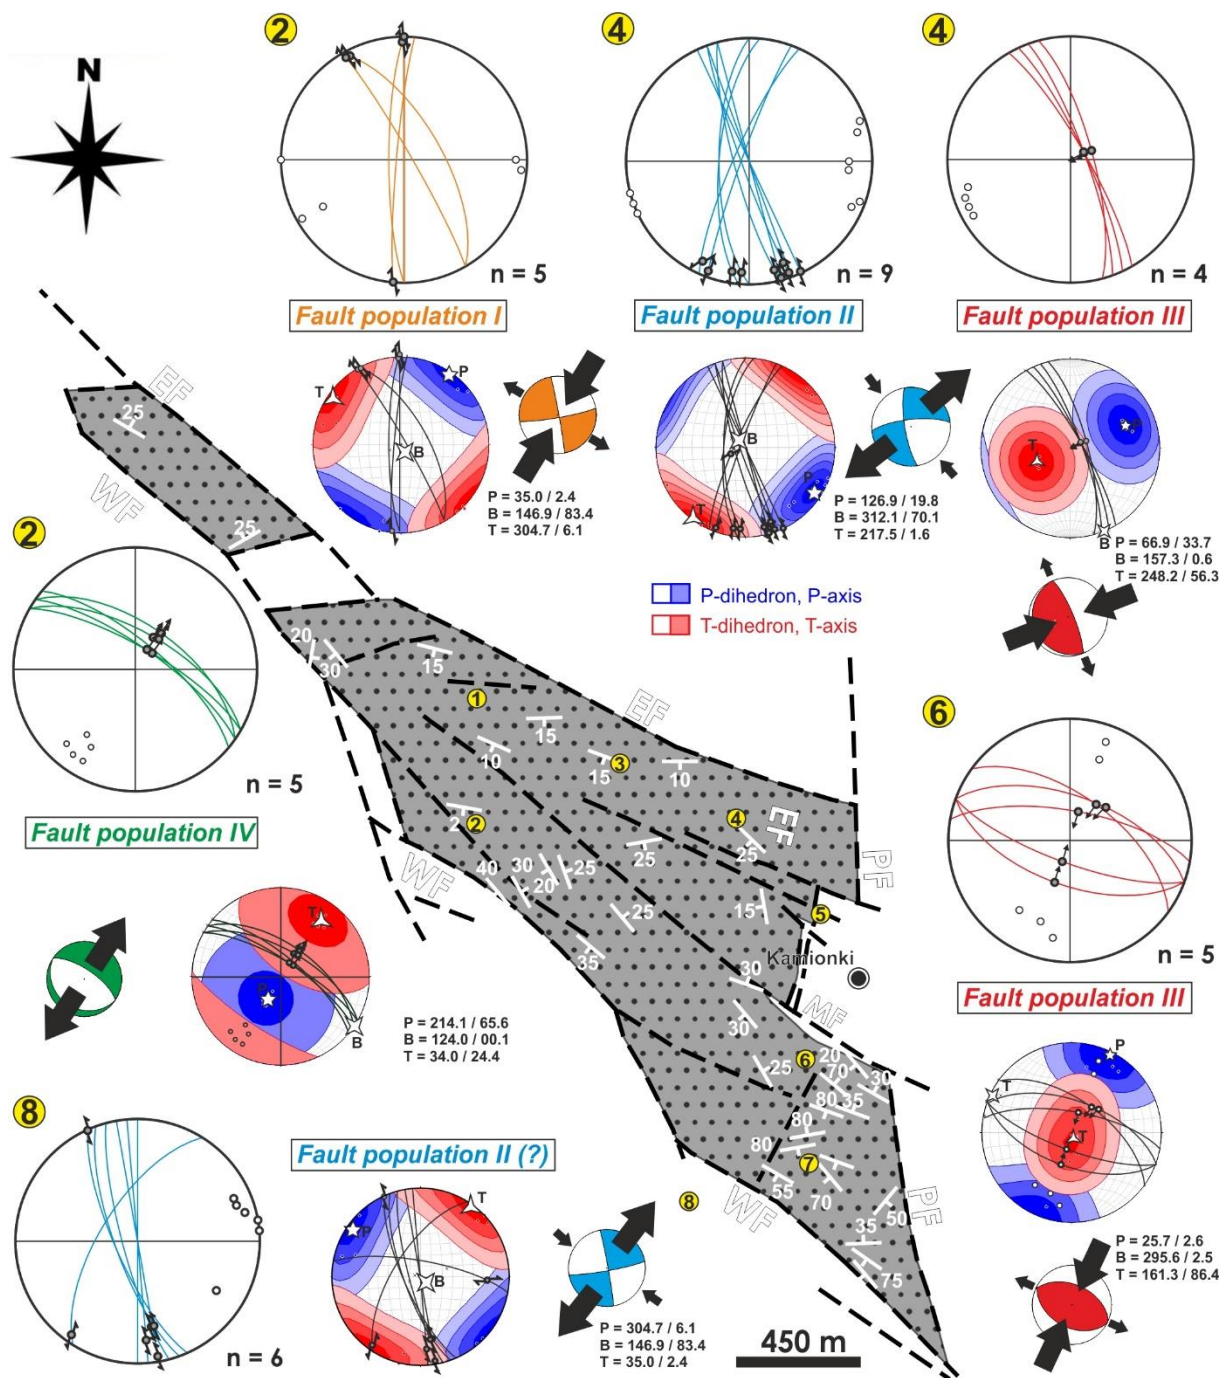 2
4
4
N
n = 5
n = 9
n = 4
Fault population I
Fault population II
Fault population III
T
P
B
P = 35.0 / 2.4
B = 146.9 / 83.4
T = 304.7 / 6.1
B
P
T
P = 126.9 / 19.8
B = 312.1 / 70.1
T = 217.5 / 1.6
P
T
B
P = 66.9 / 33.7
B = 157.3 / 0.6
T = 248.2 / 56.3
EF
25
WF
25
2
P-dihedron, P-axis
T-dihedron, T-axis
20
30
15
1
EF
15
10
15
3
10
6
n = 5
Fault population IV
2
2
4
EF
25
PF
WF
40
30
20
25
25
15
5
25
35
Kamionki
30
MF
n = 5
Fault population III
T
P
B
P = 214.1 / 65.6
B = 124.0 / 00.1
T = 34.0 / 24.4
30
6
20
25
70
30
35
80
80
80
7
55
70
PF
50
35
75
WF
P
T
T
P = 25.7 / 2.6
B = 295.6 / 2.5
T = 161.3 / 86.4
8
Fault population II (?)
n = 6
T
P
B
8
P = 304.7 / 6.1
B = 146.9 / 83.4
T = 35.0 / 2.4
450 m